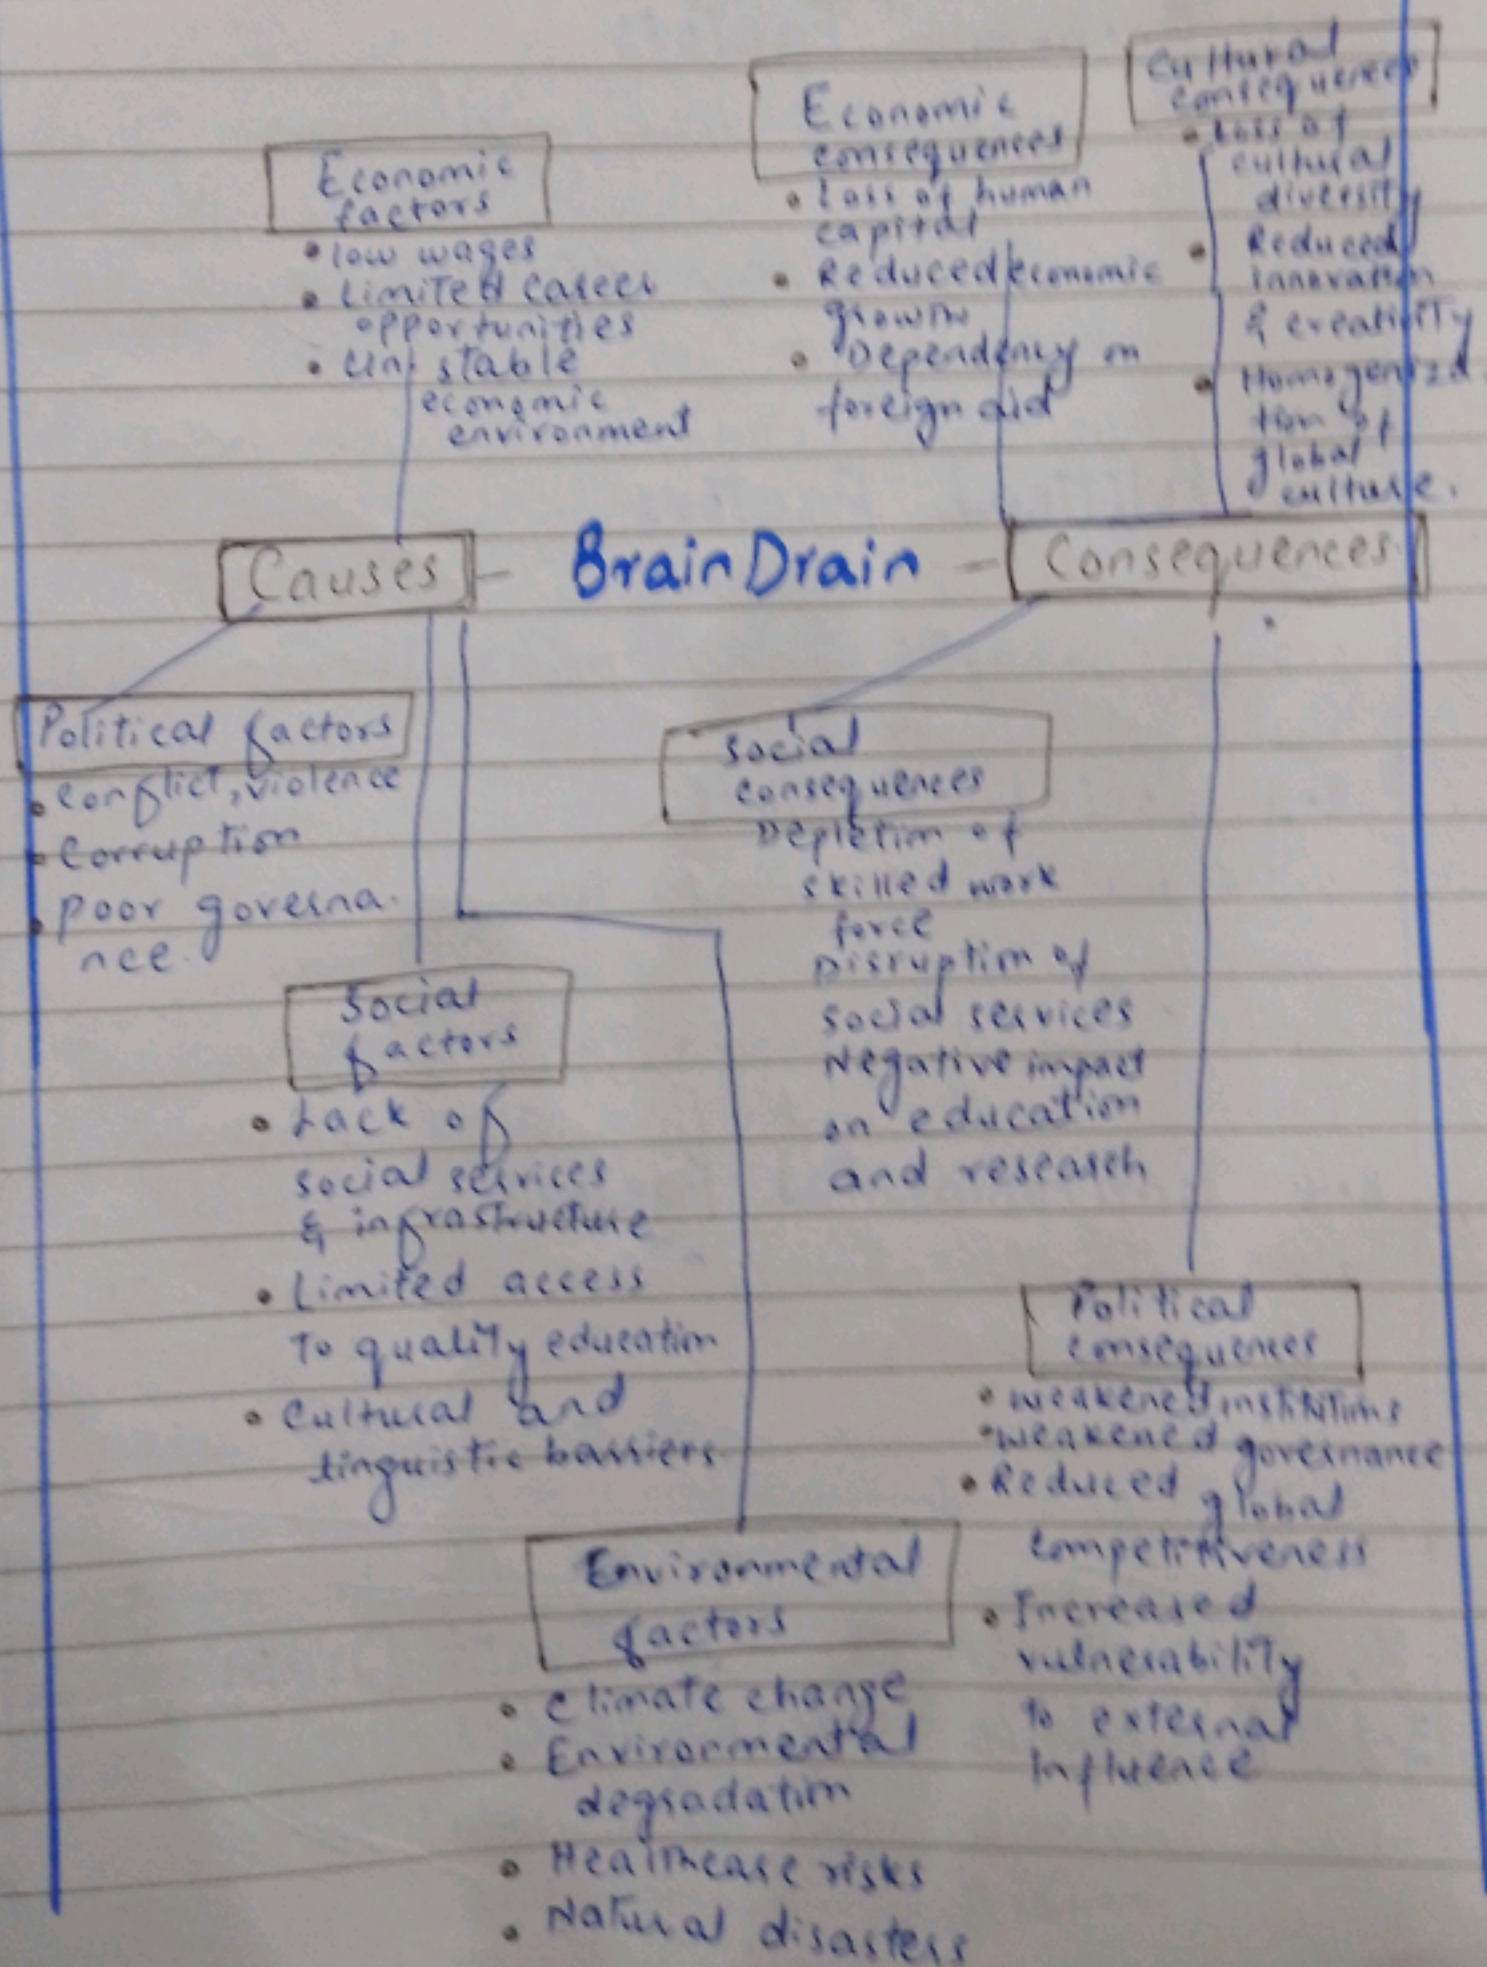 Economic
factors
• low wages
• Limited career
opportunities
• Un stable
economic
environment
Economic
consequences
• Loss of human
capital
• Reduced economic
growth
• Dependency on
foreign aid
Cultural
consequences
• Loss of
cultural
diversity
• Reduced
innovation
& creativity
• Homogeniza
tion of
global
culture.
Causes - Brain Drain - Consequences
Political factors
• conflict, violence
• Corruption
• poor governa.
nce.
Social
factors
• Lack of
social services
& infrastructure
• Limited access
To quality education
• Cultural and
linguistic barriers
Environmental
factors
• climate change
• Environmental
degradation
• Healthcare risks
• Natural disasters
Social
consequences
Depletion of
skilled work
force
Disruption of
social services
Negative impact
on education
and research
Political
consequences
• weakened institutions
• weakened governance
• Reduced global
competitiveness
• Increased
vulnerability
to external
Influence